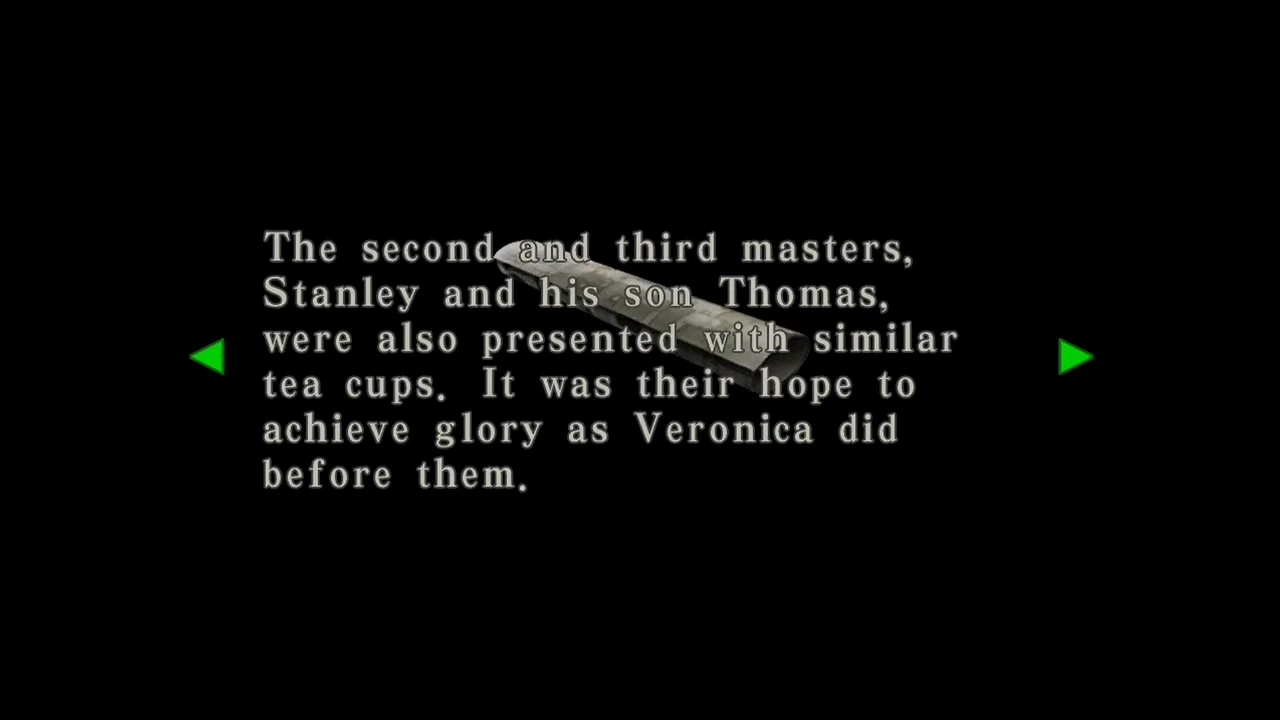 The second and third masters,
Stanley and his son Thomas,
were also presented with similar
tea cups. It was their hope to
achieve glory as Veronica did
before them.